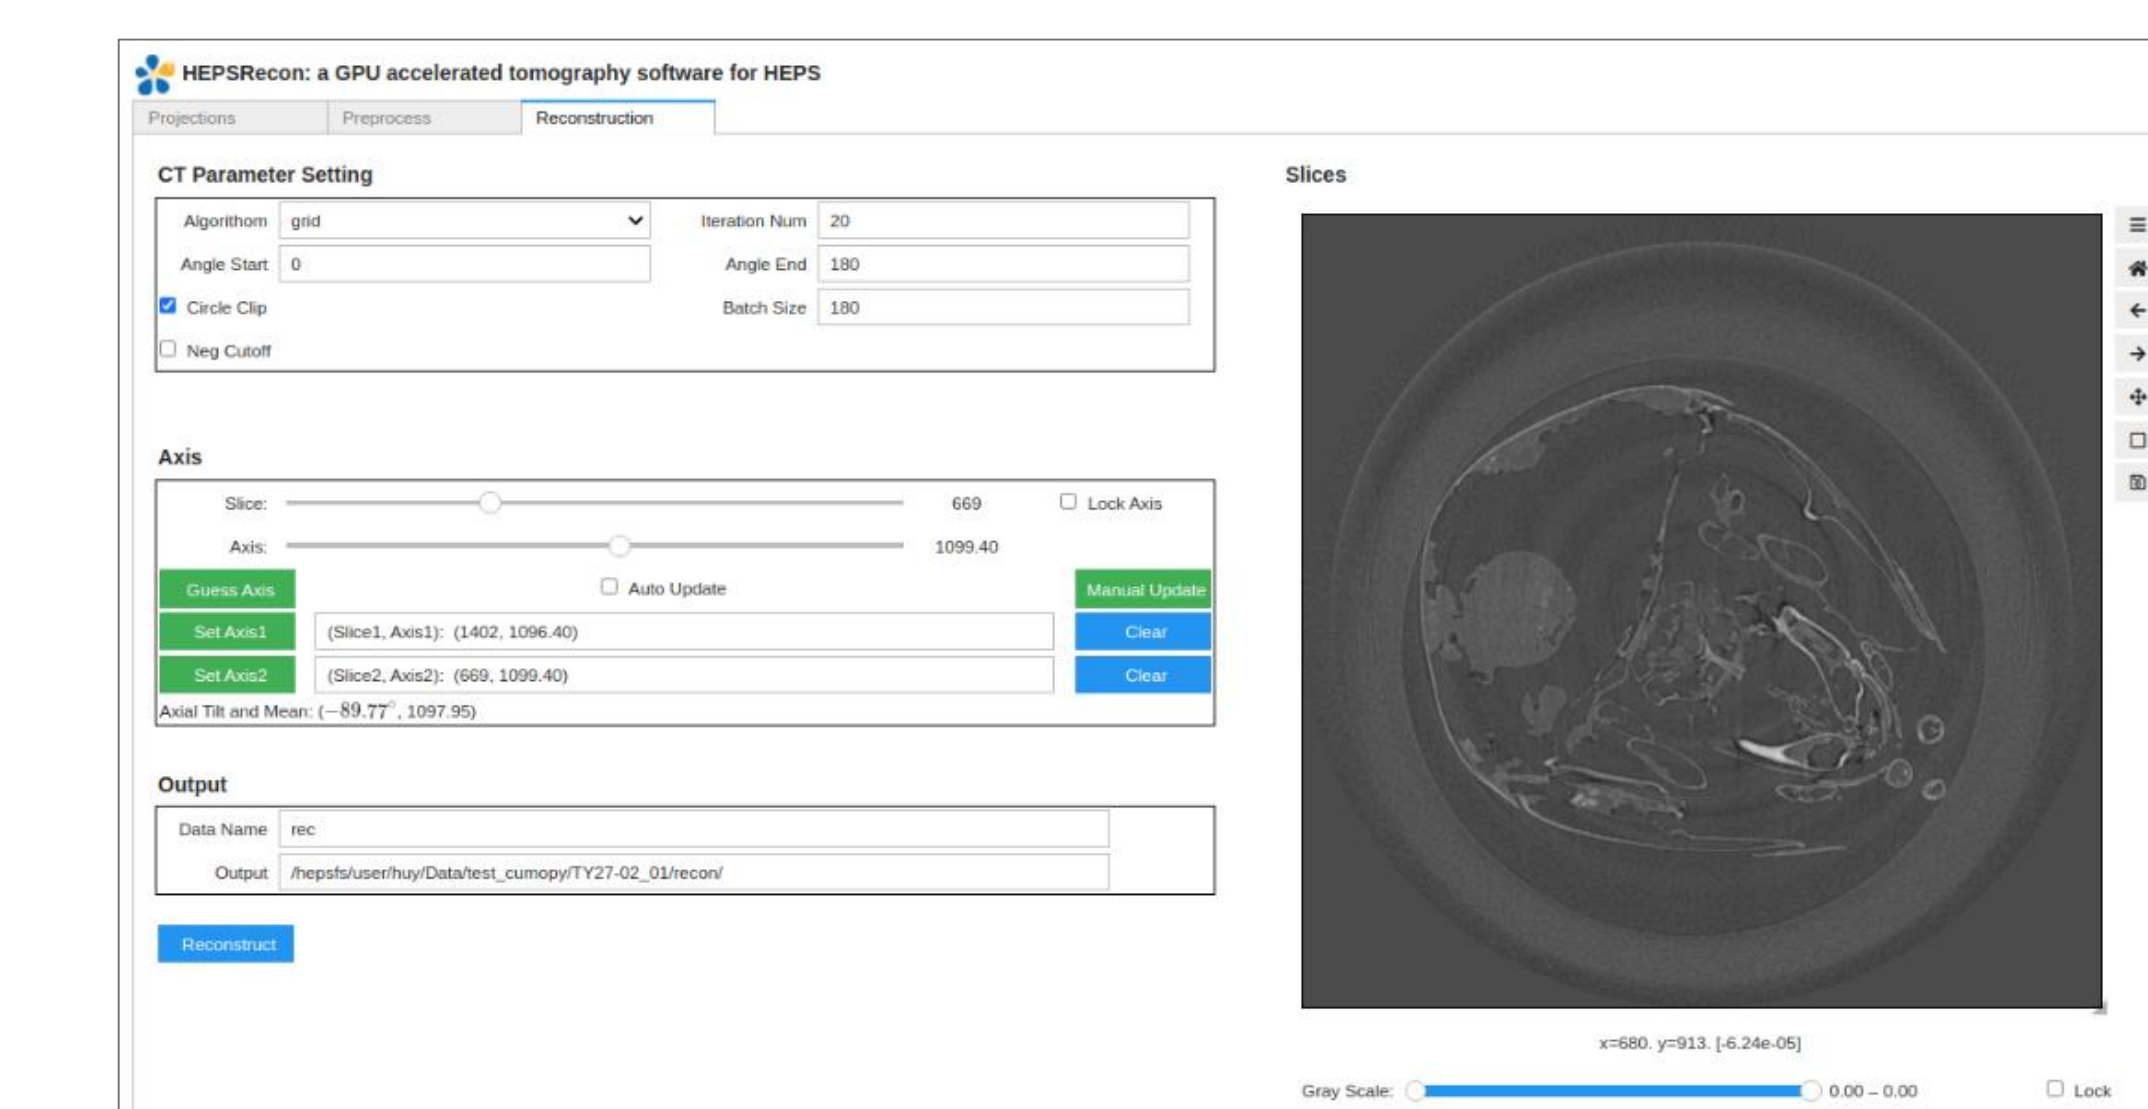 HEPSRecon: a GPU accelerated tomography software for HEPS
Projections Preprocess Reconstruction
CT Parameter Setting
Algorithom grid Iteration Num 20
Angle Start 0 Angle End 180
Circle Clip Batch Size 180
Neg Cutoff
Axis
Slice: 669 Lock Axis
Axis: 1099.40
Guess Axis Auto Update Manual Update
Set Axis1 (Slice1, Axis1): (1402, 1096.40) Clear
Set Axis2 (Slice2, Axis2): (669, 1099.40) Clear
Axial Tilt and Mean: (−89.77°, 1097.95)
Output
Data Name rec
Output /hepsfs/user/huy/Data/test_cumopy/TY27-02_01/recon/
Reconstruct
Slices
x=680. y=913. [-6.24e-05]
Gray Scale: 0.00 – 0.00 Lock